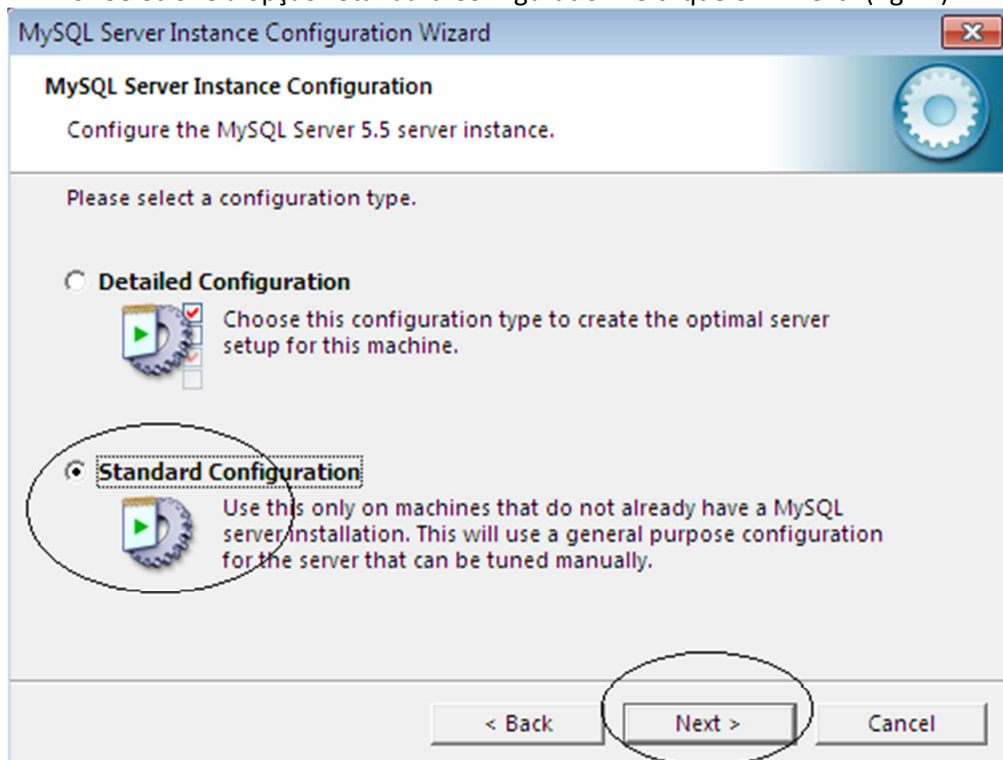 MySQL Server Instance Configuration Wizard
MySQL Server Instance Configuration
Configure the MySQL Server 5.5 server instance.
Please select a configuration type.
Detailed Configuration
Choose this configuration type to create the optimal server
setup for this machine.
Standard Configuration
Use this only on machines that do not already have a MySQL
server installation. This will use a general purpose configuration
for the server that can be tuned manually.
< Back
Next >
Cancel